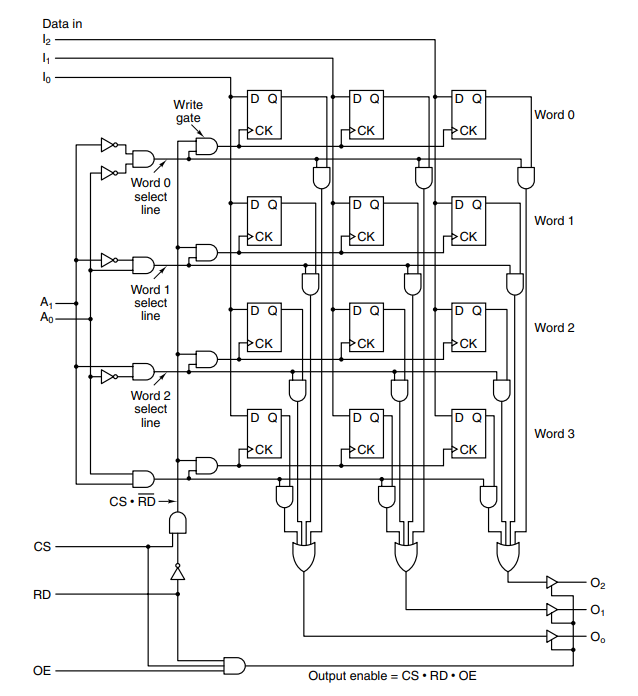 Data in
I₂
I₁
I₀
Write
gate
D Q
CK
D Q
CK
D Q
CK
Word 0
Word 0
select
line
D Q
CK
D Q
CK
D Q
CK
Word 1
Word 1
select
line
A₁
A₀
D Q
CK
D Q
CK
D Q
CK
Word 2
Word 2
select
line
D Q
CK
D Q
CK
D Q
CK
Word 3
CS • R̅D̅
CS
RD
OE
O₂
O₁
O₀
Output enable = CS • RD • OE